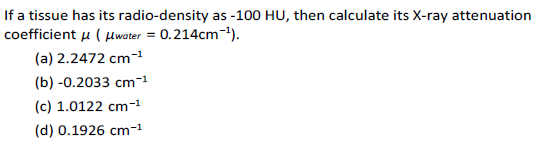 If a tissue has its radio-density as -100 HU, then calculate its X-ray attenuation
coefficient μ ( μwater = 0.214cm⁻¹).
(a) 2.2472 cm⁻¹
(b) -0.2033 cm⁻¹
(c) 1.0122 cm⁻¹
(d) 0.1926 cm⁻¹